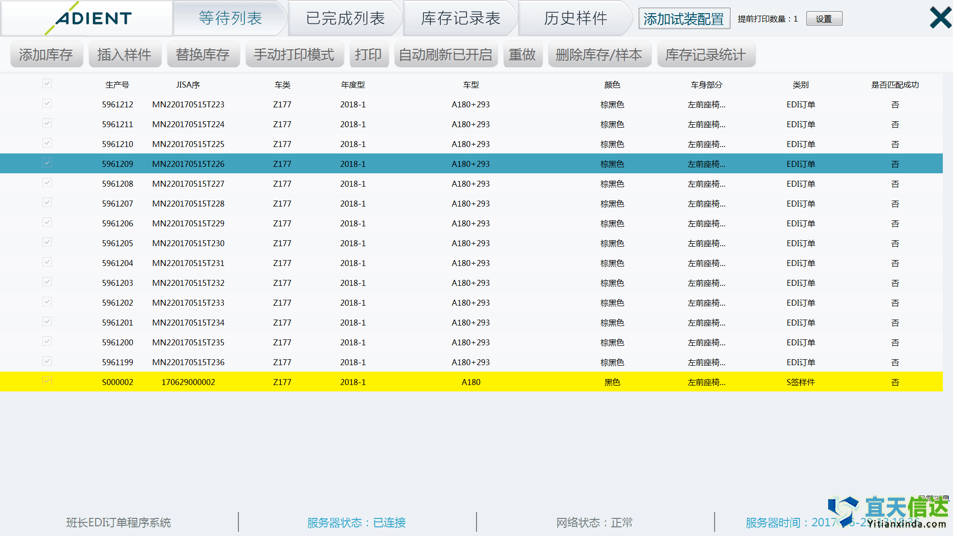 ADIENT 等待列表 已完成列表 库存记录表 历史样件 添加试装配置 提前打印数量：1 设置
添加库存 插入样件 替换库存 手动打印模式 打印 自动刷新已开启 重做 删除库存/样本 库存记录统计
生产号 JISA序 车类 年度型 车型 颜色 车身部分 类别 是否匹配成功
5961212 MN220170515T223 Z177 2018-1 A180+293 棕黑色 左前座椅... EDI订单 否
5961211 MN220170515T224 Z177 2018-1 A180+293 棕黑色 左前座椅... EDI订单 否
5961210 MN220170515T225 Z177 2018-1 A180+293 棕黑色 左前座椅... EDI订单 否
5961209 MN220170515T226 Z177 2018-1 A180+293 棕黑色 左前座椅... EDI订单 否
5961208 MN220170515T227 Z177 2018-1 A180+293 棕黑色 左前座椅... EDI订单 否
5961207 MN220170515T228 Z177 2018-1 A180+293 棕黑色 左前座椅... EDI订单 否
5961206 MN220170515T229 Z177 2018-1 A180+293 棕黑色 左前座椅... EDI订单 否
5961205 MN220170515T230 Z177 2018-1 A180+293 棕黑色 左前座椅... EDI订单 否
5961204 MN220170515T231 Z177 2018-1 A180+293 棕黑色 左前座椅... EDI订单 否
5961203 MN220170515T232 Z177 2018-1 A180+293 棕黑色 左前座椅... EDI订单 否
5961202 MN220170515T233 Z177 2018-1 A180+293 棕黑色 左前座椅... EDI订单 否
5961201 MN220170515T234 Z177 2018-1 A180+293 棕黑色 左前座椅... EDI订单 否
5961200 MN220170515T235 Z177 2018-1 A180+293 棕黑色 左前座椅... EDI订单 否
5961199 MN220170515T236 Z177 2018-1 A180+293 棕黑色 左前座椅... EDI订单 否
S000002 170629000002 Z177 2018-1 A180 黑色 左前座椅... S签样件 否
班长EDI订单程序系统 服务器状态：已连接 网络状态：正常 服务器时间：2017
宜天信达
Yitianxinda.com